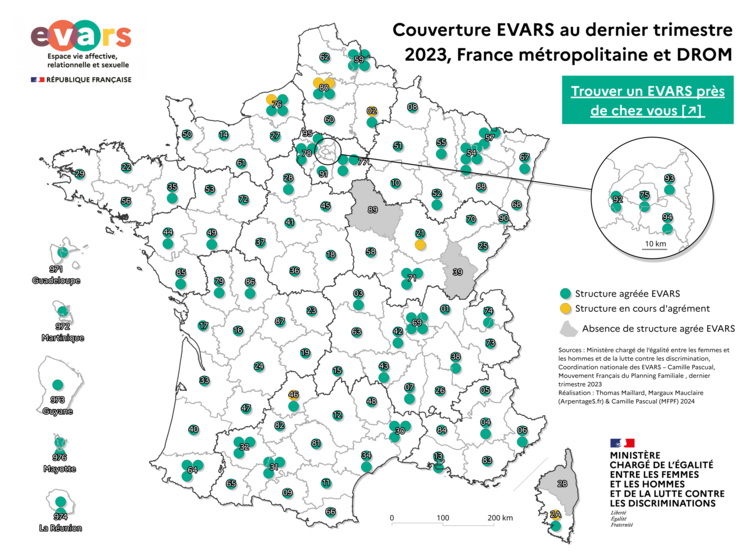 evars
Espace vie affective,
relationnelle et sexuelle
RÉPUBLIQUE FRANÇAISE
Couverture EVARS au dernier trimestre
2023, France métropolitaine et DROM
Trouver un EVARS près
de chez vous [↗]
62
59
80
76
02
08
60
50
14
27
95
51
55
57
54
67
78
77
61
91
29
22
28
10
88
35
53
52
68
56
72
45
89
70
90
93
92
75
94
10 km
41
44
49
37
21
25
18
58
39
971
Guadeloupe
85
79
86
36
71
03
Structure agréée EVARS
972
Martinique
23
01
74
Structure en cours d'agrément
17
16
87
63
42
69
Absence de structure agrée EVARS
73
19
38
24
Sources : Ministère chargé de l'égalité entre les femmes et
les hommes et de la lutte contre les discrimination,
Coordination nationale des EVARS – Camille Pascual,
Mouvement Français du Planning Familiale , dernier
trimestre 2023
Réalisation : Thomas Maillard, Margaux Mauclaire
(Arpentage5.fr) & Camille Pascual (MFPF) 2024
33
15
43
973
Guyane
46
07
26
05
47
48
12
40
82
30
84
04
06
976
Mayotte
32
81
34
13
83
MINISTÈRE
CHARGÉ DE L'ÉGALITÉ
ENTRE LES FEMMES
ET LES HOMMES
ET DE LA LUTTE CONTRE
LES DISCRIMINATIONS
Liberté
Égalité
Fraternité
64
65
31
09
11
2B
66
2A
974
La Réunion
0
100
200 km